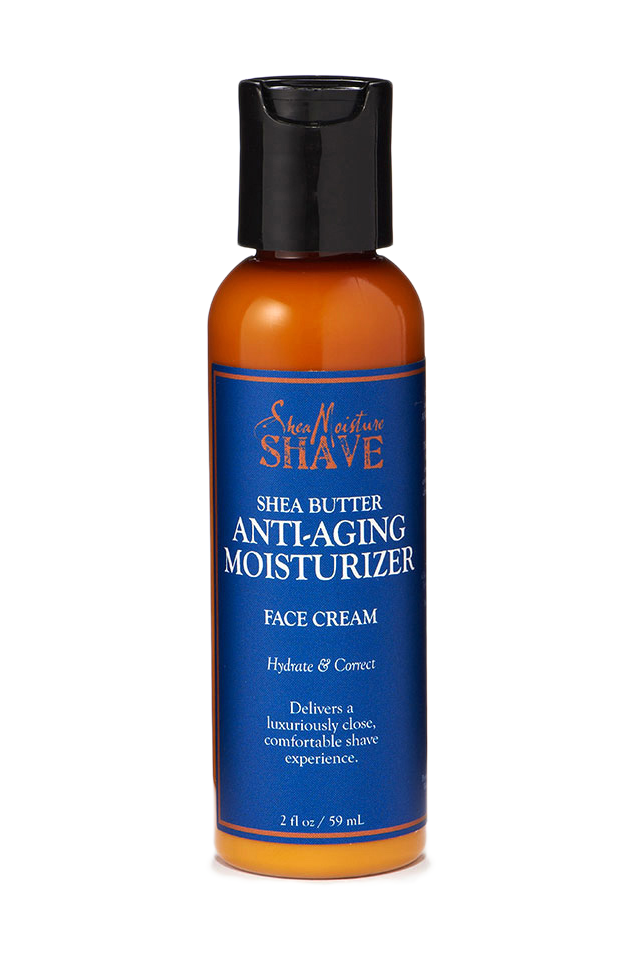 SheaMoisture
SHAVE
SHEA BUTTER
ANTI-AGING
MOISTURIZER
FACE CREAM
Hydrate & Correct
Delivers a
luxuriously close,
comfortable shave
experience.
2 fl oz / 59 mL